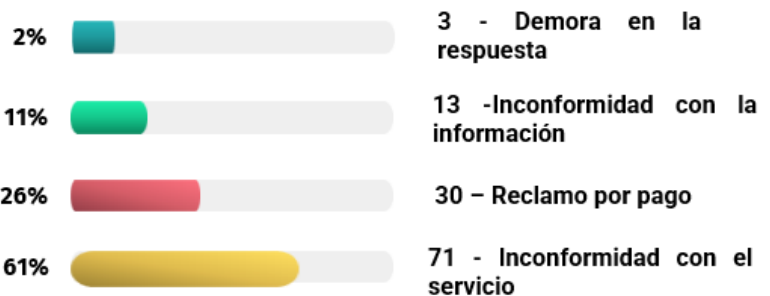 2%
3 - Demora en la
respuesta
11%
13 -Inconformidad con la
información
26%
30 – Reclamo por pago
61%
71 - Inconformidad con el
servicio